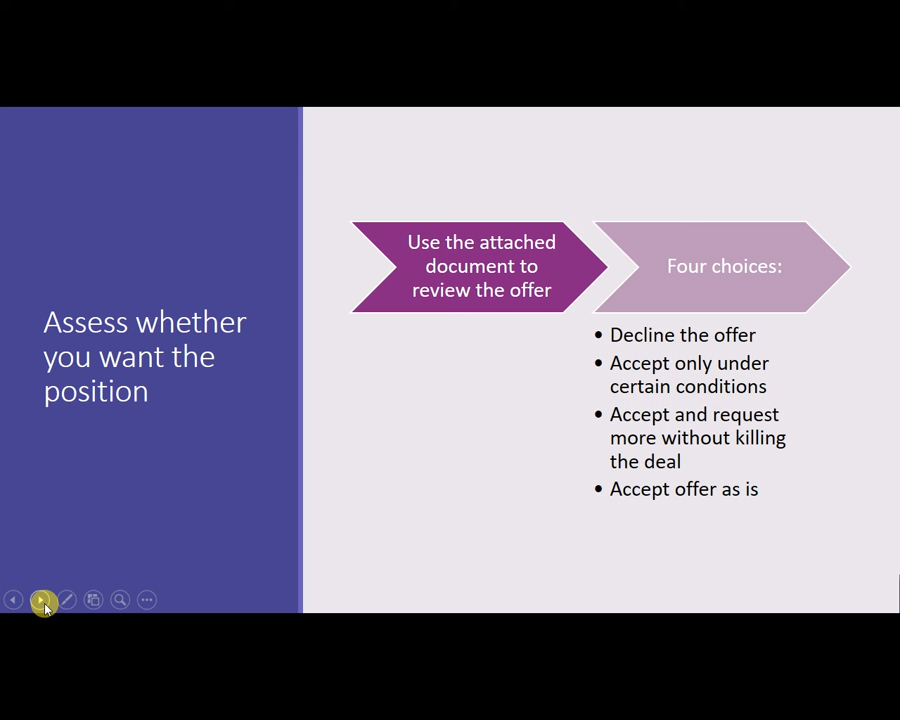 Assess whether
you want the
position
Use the attached
document to
review the offer
Four choices:
• Decline the offer
• Accept only under
certain conditions
• Accept and request
more without killing
the deal
• Accept offer as is